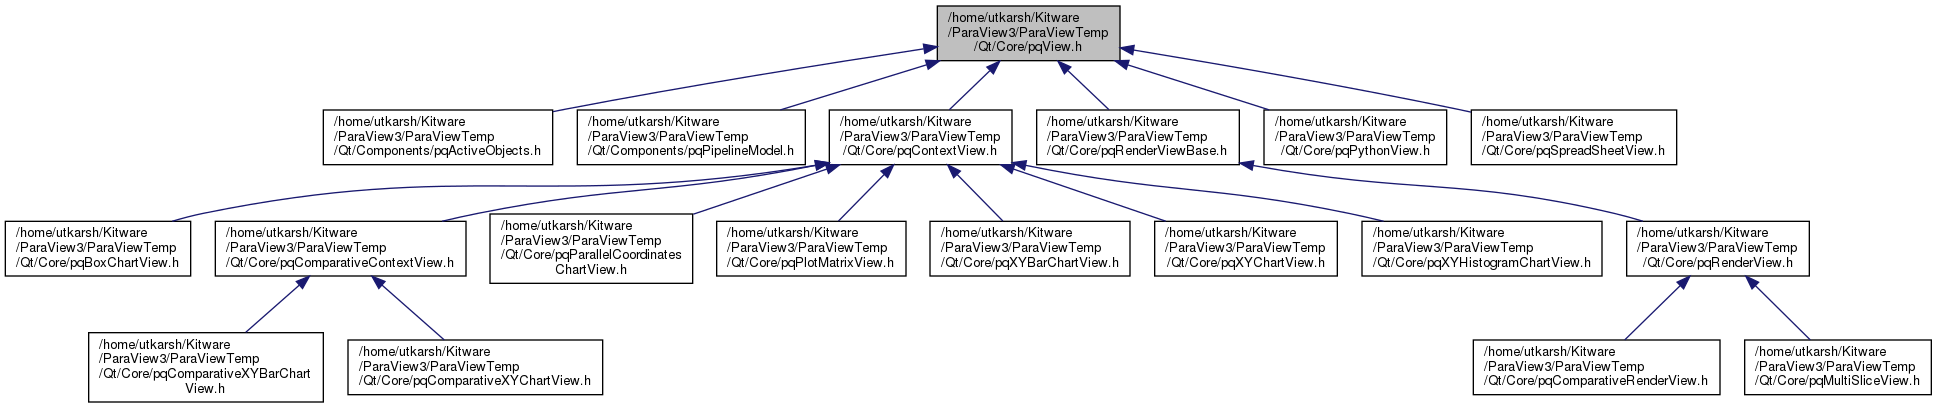 /home/utkarsh/Kitware
/ParaView3/ParaViewTemp
/Qt/Core/pqView.h
/home/utkarsh/Kitware
/ParaView3/ParaViewTemp
/Qt/Components/pqActiveObjects.h
/home/utkarsh/Kitware
/ParaView3/ParaViewTemp
/Qt/Components/pqPipelineModel.h
/home/utkarsh/Kitware
/ParaView3/ParaViewTemp
/Qt/Core/pqContextView.h
/home/utkarsh/Kitware
/ParaView3/ParaViewTemp
/Qt/Core/pqRenderViewBase.h
/home/utkarsh/Kitware
/ParaView3/ParaViewTemp
/Qt/Core/pqPythonView.h
/home/utkarsh/Kitware
/ParaView3/ParaViewTemp
/Qt/Core/pqSpreadSheetView.h
/home/utkarsh/Kitware
/ParaView3/ParaViewTemp
/Qt/Core/pqBoxChartView.h
/home/utkarsh/Kitware
/ParaView3/ParaViewTemp
/Qt/Core/pqComparativeContextView.h
/home/utkarsh/Kitware
/ParaView3/ParaViewTemp
/Qt/Core/pqParallelCoordinates
ChartView.h
/home/utkarsh/Kitware
/ParaView3/ParaViewTemp
/Qt/Core/pqPlotMatrixView.h
/home/utkarsh/Kitware
/ParaView3/ParaViewTemp
/Qt/Core/pqXYBarChartView.h
/home/utkarsh/Kitware
/ParaView3/ParaViewTemp
/Qt/Core/pqXYChartView.h
/home/utkarsh/Kitware
/ParaView3/ParaViewTemp
/Qt/Core/pqXYHistogramChartView.h
/home/utkarsh/Kitware
/ParaView3/ParaViewTemp
/Qt/Core/pqRenderView.h
/home/utkarsh/Kitware
/ParaView3/ParaViewTemp
/Qt/Core/pqComparativeXYBarChart
View.h
/home/utkarsh/Kitware
/ParaView3/ParaViewTemp
/Qt/Core/pqComparativeXYChartView.h
/home/utkarsh/Kitware
/ParaView3/ParaViewTemp
/Qt/Core/pqComparativeRenderView.h
/home/utkarsh/Kitware
/ParaView3/ParaViewTemp
/Qt/Core/pqMultiSliceView.h